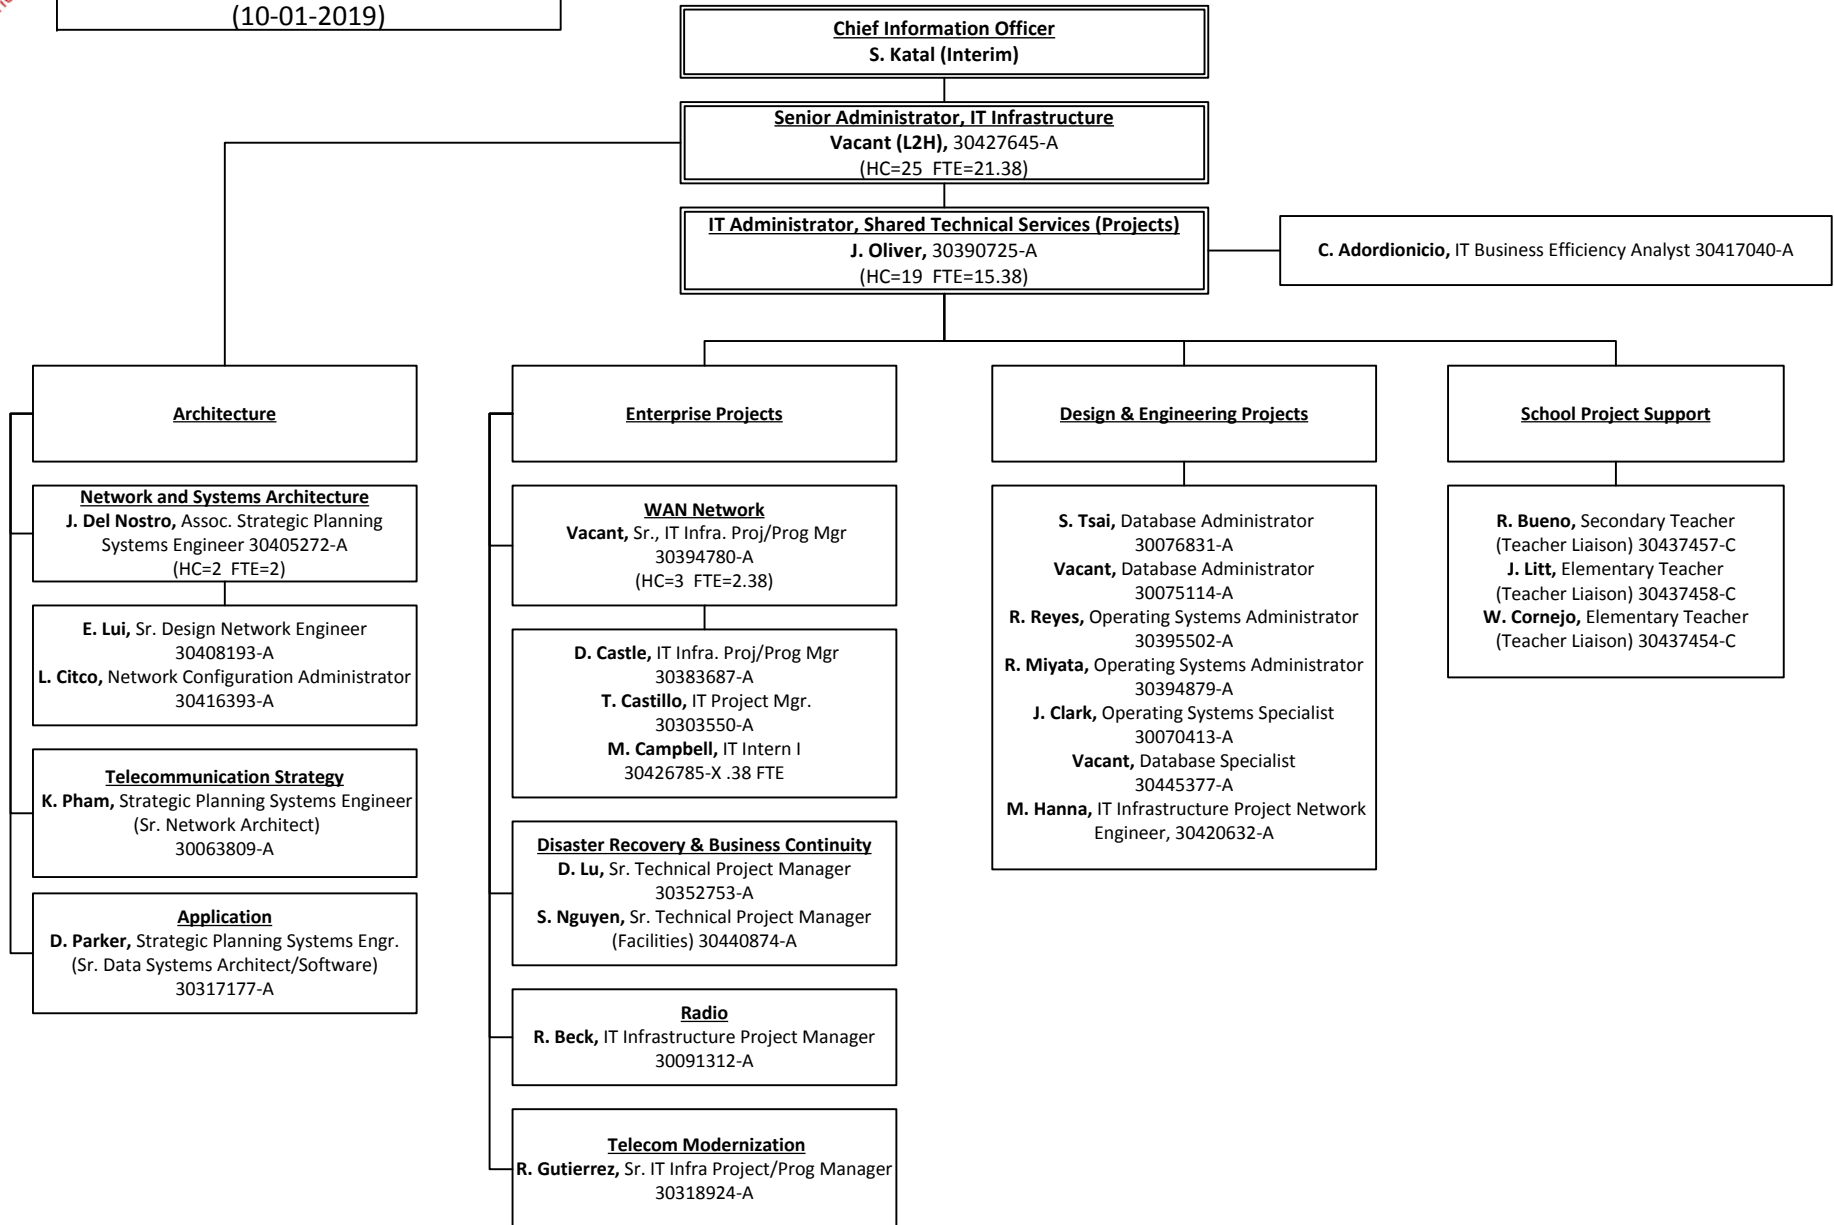 (10-01-2019)
Chief Information Officer
S. Katal (Interim)
Senior Administrator, IT Infrastructure
Vacant (L2H), 30427645-A
(HC=25 FTE=21.38)
IT Administrator, Shared Technical Services (Projects)
J. Oliver, 30390725-A
(HC=19 FTE=15.38)
C. Adordionicio, IT Business Efficiency Analyst 30417040-A
Architecture
Network and Systems Architecture
J. Del Nostro, Assoc. Strategic Planning
Systems Engineer 30405272-A
(HC=2 FTE=2)
E. Lui, Sr. Design Network Engineer
30408193-A
L. Citco, Network Configuration Administrator
30416393-A
Telecommunication Strategy
K. Pham, Strategic Planning Systems Engineer
(Sr. Network Architect)
30063809-A
Application
D. Parker, Strategic Planning Systems Engr.
(Sr. Data Systems Architect/Software)
30317177-A
Enterprise Projects
WAN Network
Vacant, Sr., IT Infra. Proj/Prog Mgr
30394780-A
(HC=3 FTE=2.38)
D. Castle, IT Infra. Proj/Prog Mgr
30383687-A
T. Castillo, IT Project Mgr.
30303550-A
M. Campbell, IT Intern I
30426785-X .38 FTE
Disaster Recovery & Business Continuity
D. Lu, Sr. Technical Project Manager
30352753-A
S. Nguyen, Sr. Technical Project Manager
(Facilities) 30440874-A
Radio
R. Beck, IT Infrastructure Project Manager
30091312-A
Telecom Modernization
R. Gutierrez, Sr. IT Infra Project/Prog Manager
30318924-A
Design & Engineering Projects
S. Tsai, Database Administrator
30076831-A
Vacant, Database Administrator
30075114-A
R. Reyes, Operating Systems Administrator
30395502-A
R. Miyata, Operating Systems Administrator
30394879-A
J. Clark, Operating Systems Specialist
30070413-A
Vacant, Database Specialist
30445377-A
M. Hanna, IT Infrastructure Project Network
Engineer, 30420632-A
School Project Support
R. Bueno, Secondary Teacher
(Teacher Liaison) 30437457-C
J. Litt, Elementary Teacher
(Teacher Liaison) 30437458-C
W. Cornejo, Elementary Teacher
(Teacher Liaison) 30437454-C